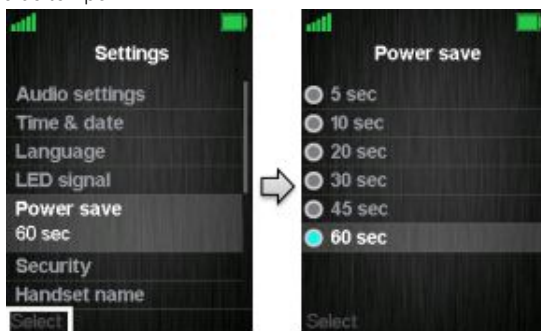 Settings
Audio settings
Time & date
Language
LED signal
Power save
60 sec
Security
Handset name
Select
Power save
5 sec
10 sec
20 sec
30 sec
45 sec
60 sec
Select